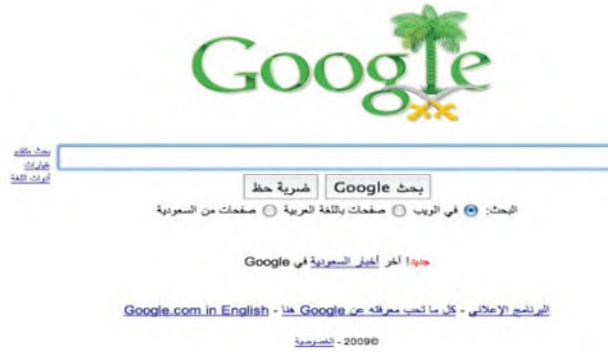 Google
بحث متقدم
خيارات
أدوات اللغة
بحث Google ضربة حظ
البحث: في الويب صفحات باللغة العربية صفحات من السعودية
جديد! آخر أخبار السعودية في Google
البرنامج الإعلاني - كل ما تحب معرفته عن Google هنا - Google.com in English
©2009 - الخصوصية